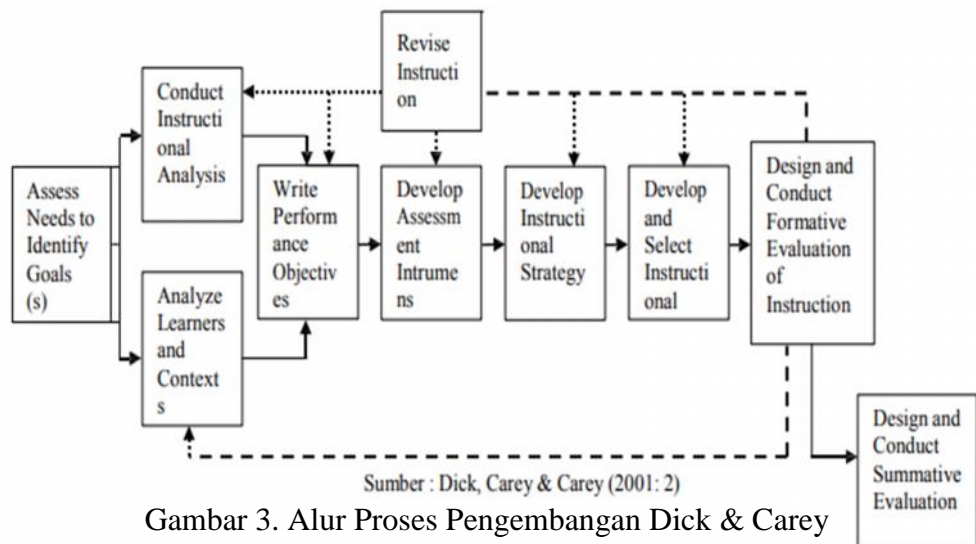 Revise
Instructi
on
Conduct
Instructi
onal
Analysis
Assess
Needs to
Identify
Goals
(s)
Analyze
Learners
and
Context
s
Write
Perform
ance
Objectiv
es
Develop
Assessm
ent
Intrume
ns
Develop
Instructi
onal
Strategy
Develop
and
Select
Instructi
onal
Design and
Conduct
Formative
Evaluation
of
Instruction
Design and
Conduct
Summative
Evaluation
Sumber : Dick, Carey & Carey (2001: 2)
Gambar 3. Alur Proses Pengembangan Dick & Carey